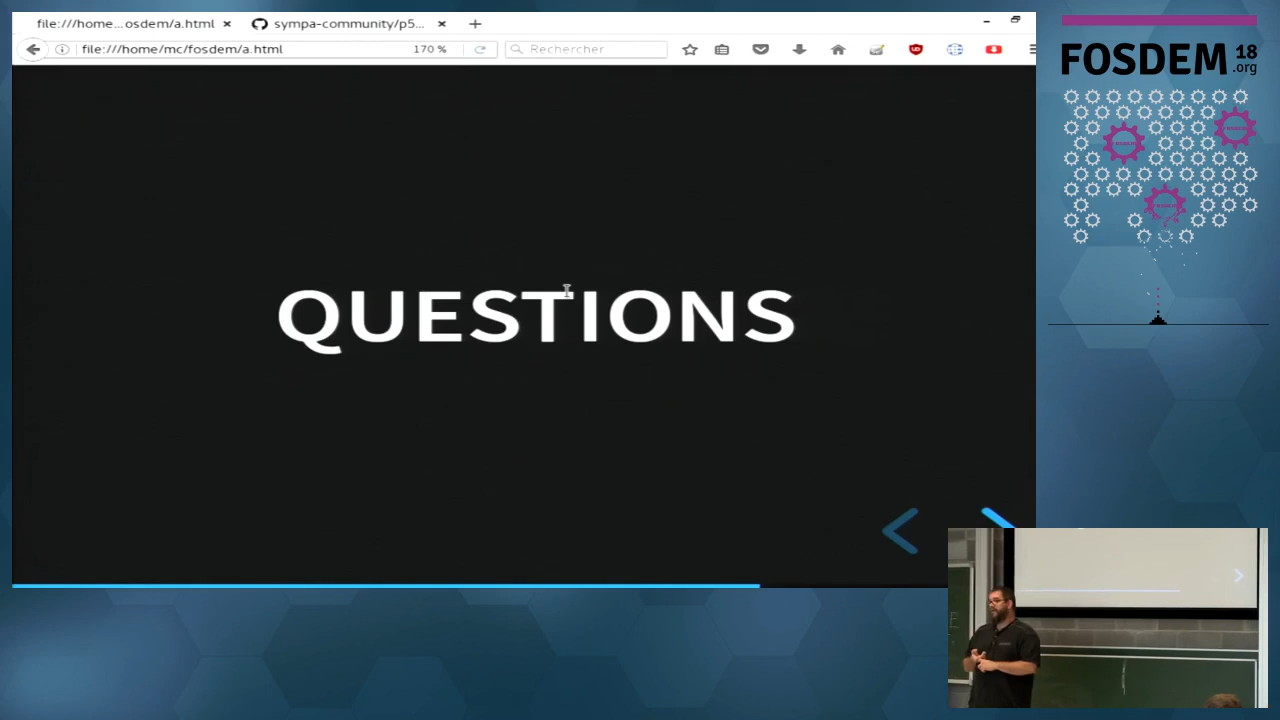 file:///home...osdem/a.html
sympa-community/p5...
file:///home/mc/fosdem/a.html
170 %
Rechercher
QUESTIONS
FOSDEM 18
.org